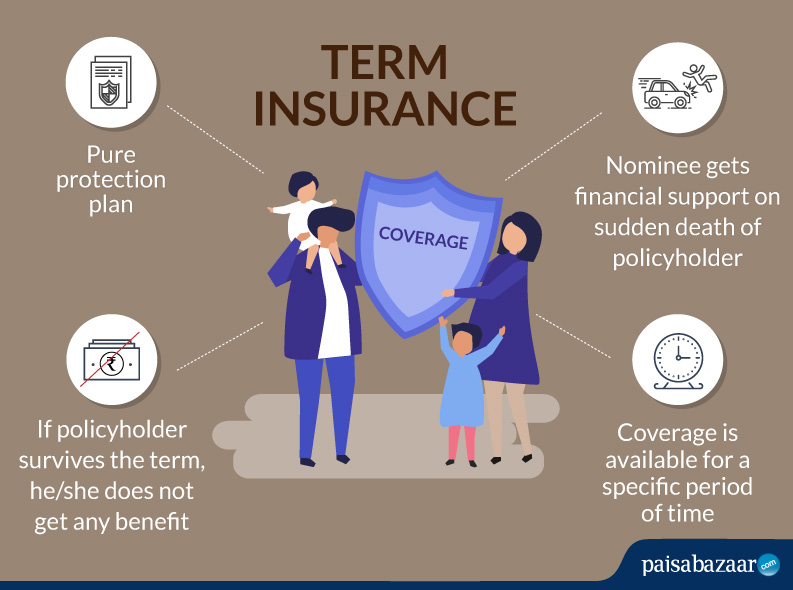 TERM
INSURANCE
Pure
protection
plan
Nominee gets
financial support on
sudden death of
policyholder
COVERAGE
₹
If policyholder
survives the term,
he/she does not
get any benefit
Coverage is
available for a
specific period
of time
paisabazaar.com